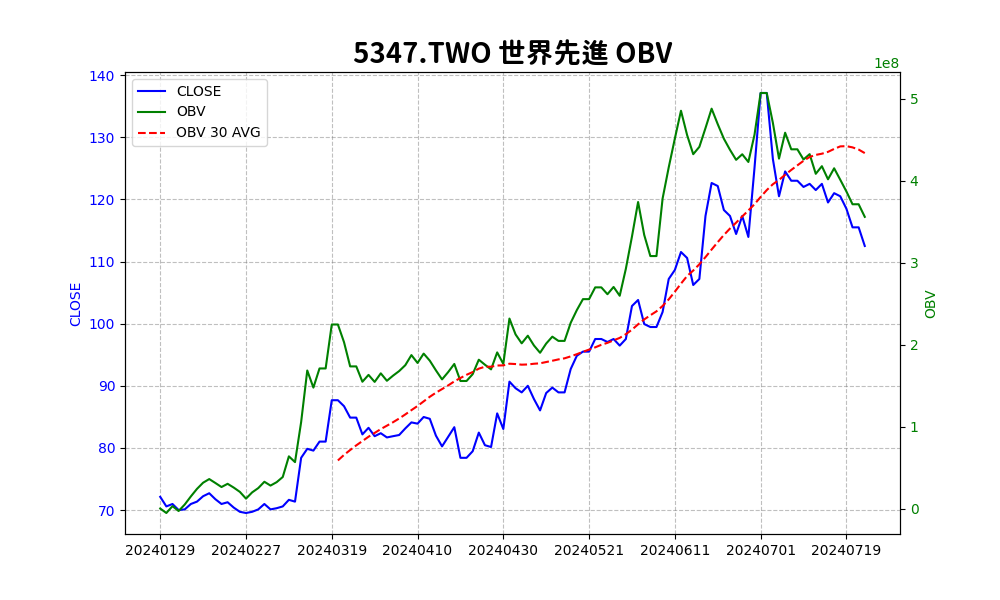 5347.TWO 世界先進 OBV
1e8
CLOSE
OBV
OBV 30 AVG
140
130
120
110
100
90
80
70
CLOSE
5
4
3
2
1
0
OBV
20240129 20240227 20240319 20240410 20240430 20240521 20240611 20240701 20240719